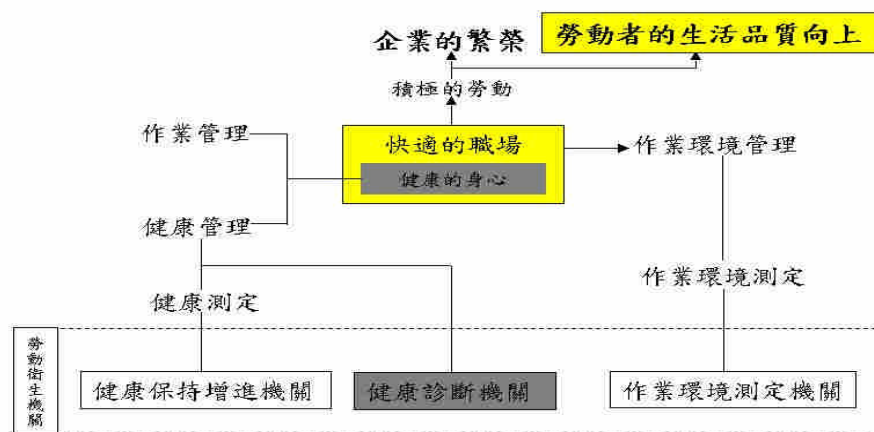 企業的繁榮
勞動者的生活品質向上
積極的勞動
作業管理
快適的職場
作業環境管理
健康的身心
健康管理
作業環境測定
健康測定
勞動衛生機關
健康保持增進機關
健康診斷機關
作業環境測定機關